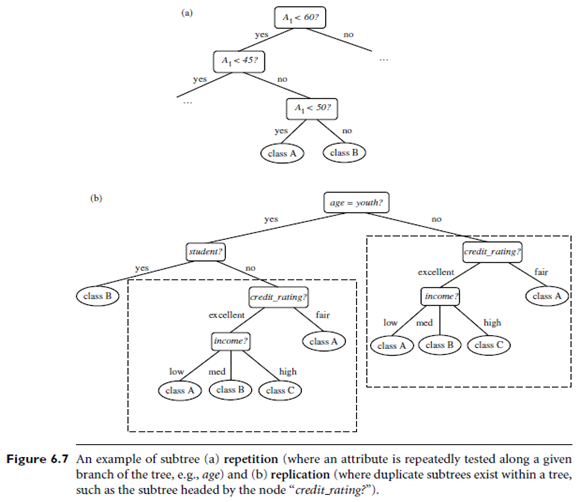 (a)
A1 < 60?
yes
no
A1 < 45?
...
yes
no
...
A1 < 50?
yes
no
class A
class B
(b)
age = youth?
yes
no
student?
credit_rating?
yes
no
excellent
fair
class B
credit_rating?
income?
class A
excellent
fair
low
med
high
income?
class A
class A
class B
class C
low
med
high
class A
class B
class C
Figure 6.7 An example of subtree (a) repetition (where an attribute is repeatedly tested along a given
branch of the tree, e.g., age) and (b) replication (where duplicate subtrees exist within a tree,
such as the subtree headed by the node “credit_rating?”).